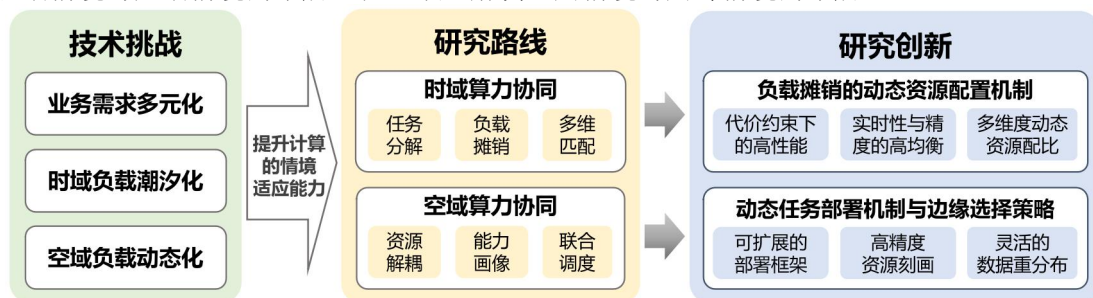 技术挑战
业务需求多元化
时域负载潮汐化
空域负载动态化
提升计算
的情境
适应能力
研究路线
时域算力协同
任务
分解
负载
摊销
多维
匹配
空域算力协同
资源
解耦
能力
画像
联合
调度
研究创新
负载摊销的动态资源配置机制
代价约束下
的高性能
实时性与精
度的高均衡
多维度动态
资源配比
动态任务部署机制与边缘选择策略
可扩展的
部署框架
高精度
资源刻画
灵活的
数据重分布